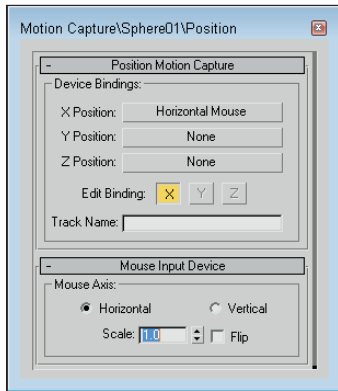 Motion Capture\Sphere01\Position
- Position Motion Capture
Device Bindings:
X Position: Horizontal Mouse
Y Position: None
Z Position: None
Edit Binding: X Y Z
Track Name:
- Mouse Input Device
Mouse Axis:
Horizontal Vertical
Scale: 1.0 Flip